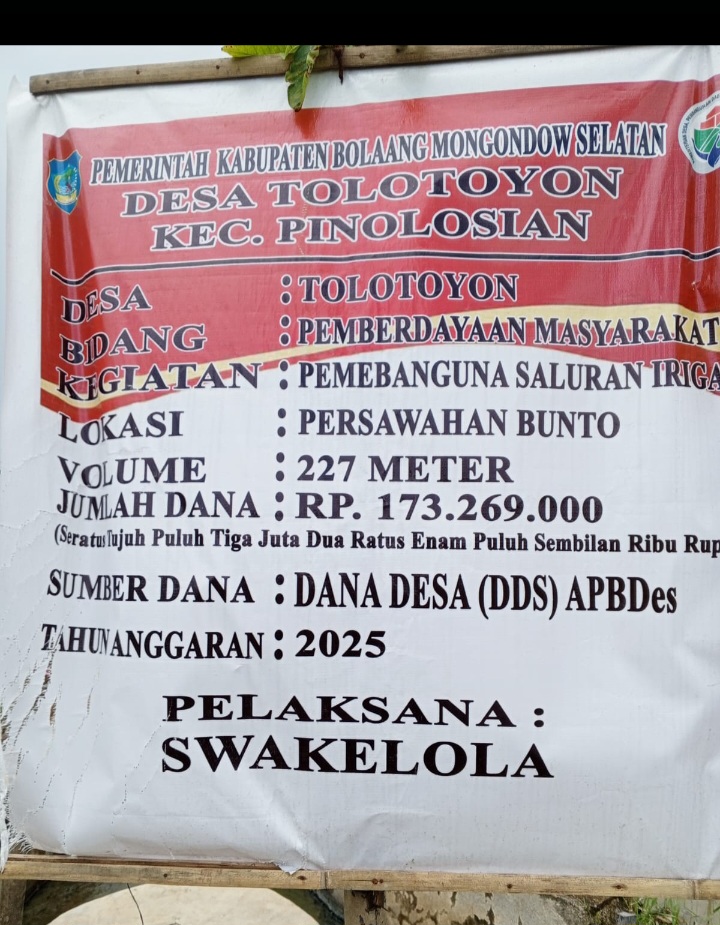 PEMERINTAH KABUPATEN BOLAANG MONGONDOW SELATAN
DESA TOLOTOYON
KEC. PINOLOSIAN
DESA : TOLOTOYON
BIDANG : PEMBERDAYAAN MASYARAKAT
KEGIATAN : PEMEBANGUNA SALURAN IRIGA
LOKASI : PERSAWAHAN BUNTO
VOLUME : 227 METER
JUMLAH DANA : RP. 173.269.000
(Seratus Tujuh Puluh Tiga Juta Dua Ratus Enam Puluh Sembilan Ribu Rup
SUMBER DANA : DANA DESA (DDS) APBDes
TAHUN ANGGARAN : 2025
PELAKSANA :
SWAKELOLA